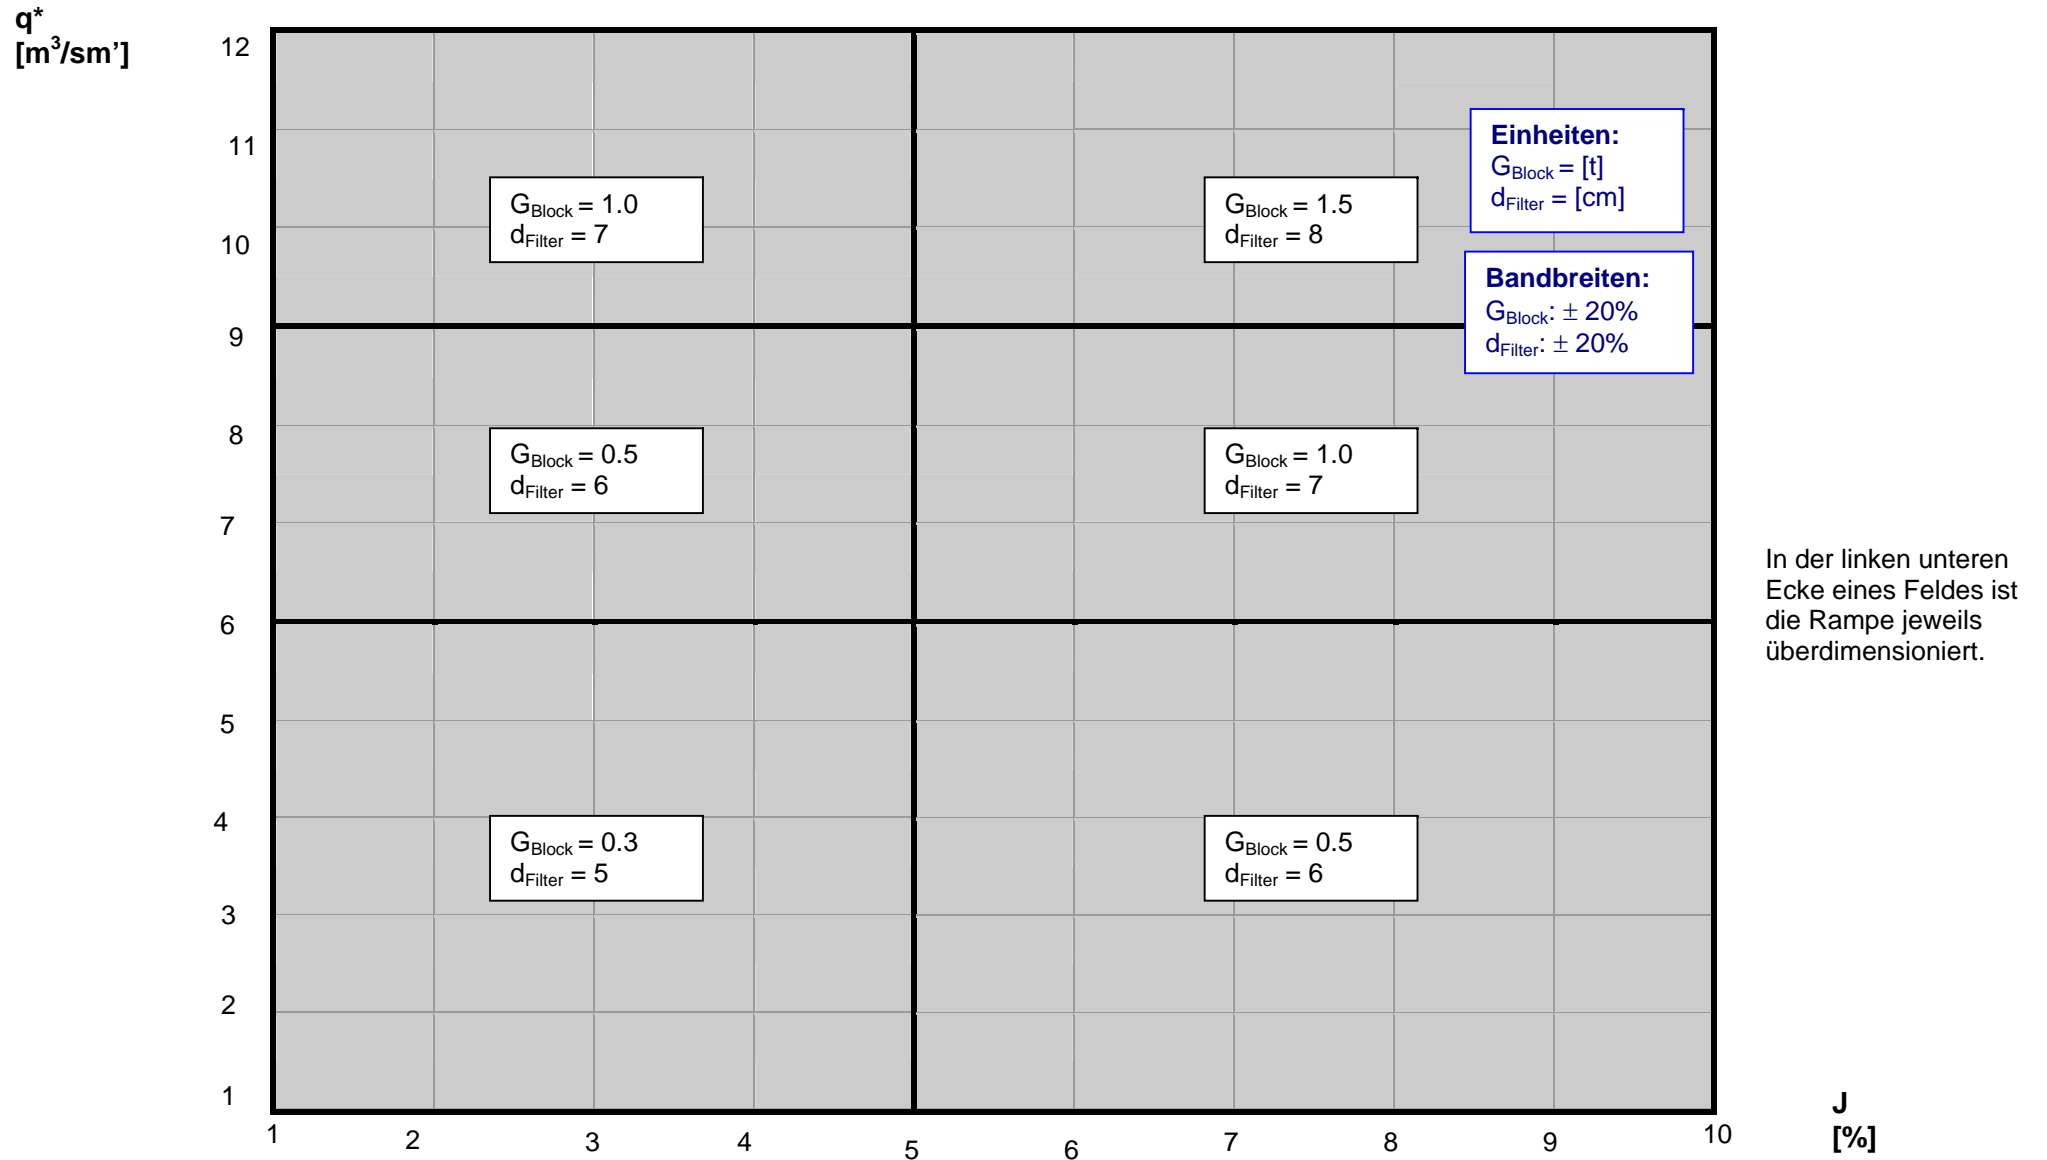 q*
[m³/sm’]
12
11
10
9
8
7
6
5
4
3
2
1
G_Block = 1.0
d_Filter = 7
G_Block = 1.5
d_Filter = 8
Einheiten:
G_Block = [t]
d_Filter = [cm]
Bandbreiten:
G_Block: ± 20%
d_Filter: ± 20%
G_Block = 0.5
d_Filter = 6
G_Block = 1.0
d_Filter = 7
In der linken unteren
Ecke eines Feldes ist
die Rampe jeweils
überdimensioniert.
G_Block = 0.3
d_Filter = 5
G_Block = 0.5
d_Filter = 6
1
2
3
4
5
6
7
8
9
10
J
[%]